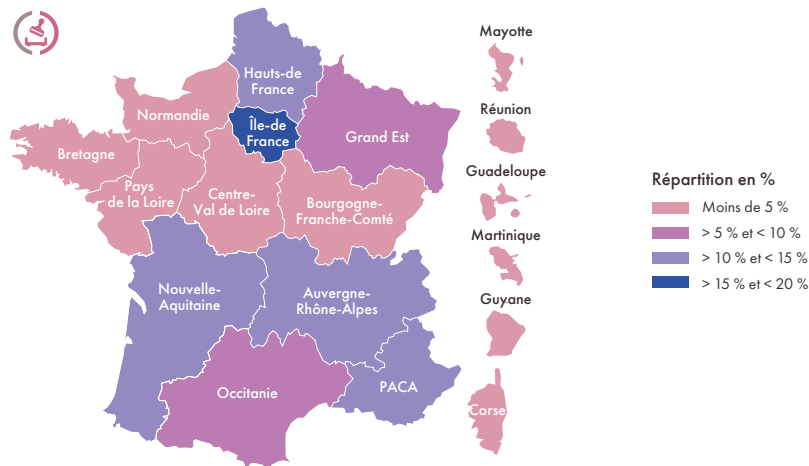 Mayotte
Hauts-de
France
Normandie
Île-de
France
Réunion
Grand Est
Bretagne
Guadeloupe
Pays
de la Loire
Centre-
Val de Loire
Bourgogne-
Franche-Comté
Martinique
Nouvelle-
Aquitaine
Auvergne-
Rhône-Alpes
Guyane
Occitanie
PACA
Corse
Répartition en %
Moins de 5 %
> 5 % et < 10 %
> 10 % et < 15 %
> 15 % et < 20 %